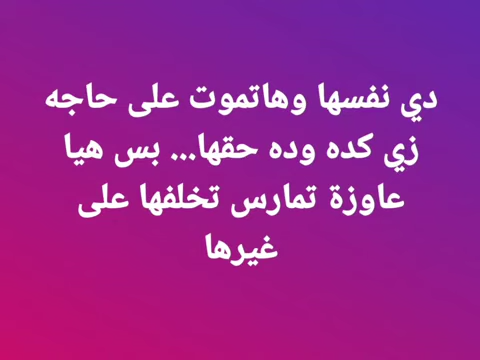 دي نفسها وهاتموت على حاجه
زي كده وده حقها... بس هيا
عاوزة تمارس تخلفها على
غيرها